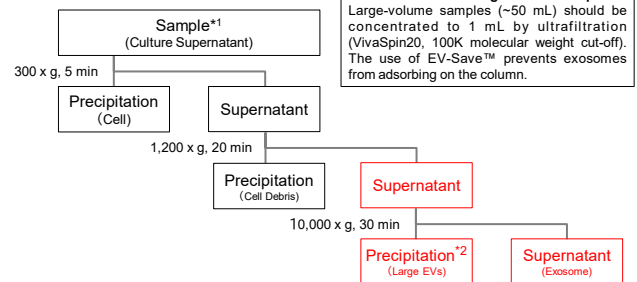 Large-volume samples (~50 mL) should be
concentrated to 1 mL by ultrafiltration
(VivaSpin20, 100K molecular weight cut-off).
The use of EV-Save™ prevents exosomes
from adsorbing on the column.
Sample*1
(Culture Supernatant)
300 x g, 5 min
Precipitation
(Cell)
Supernatant
1,200 x g, 20 min
Precipitation
(Cell Debris)
Supernatant
10,000 x g, 30 min
Precipitation*2
(Large EVs)
Supernatant
(Exosome)